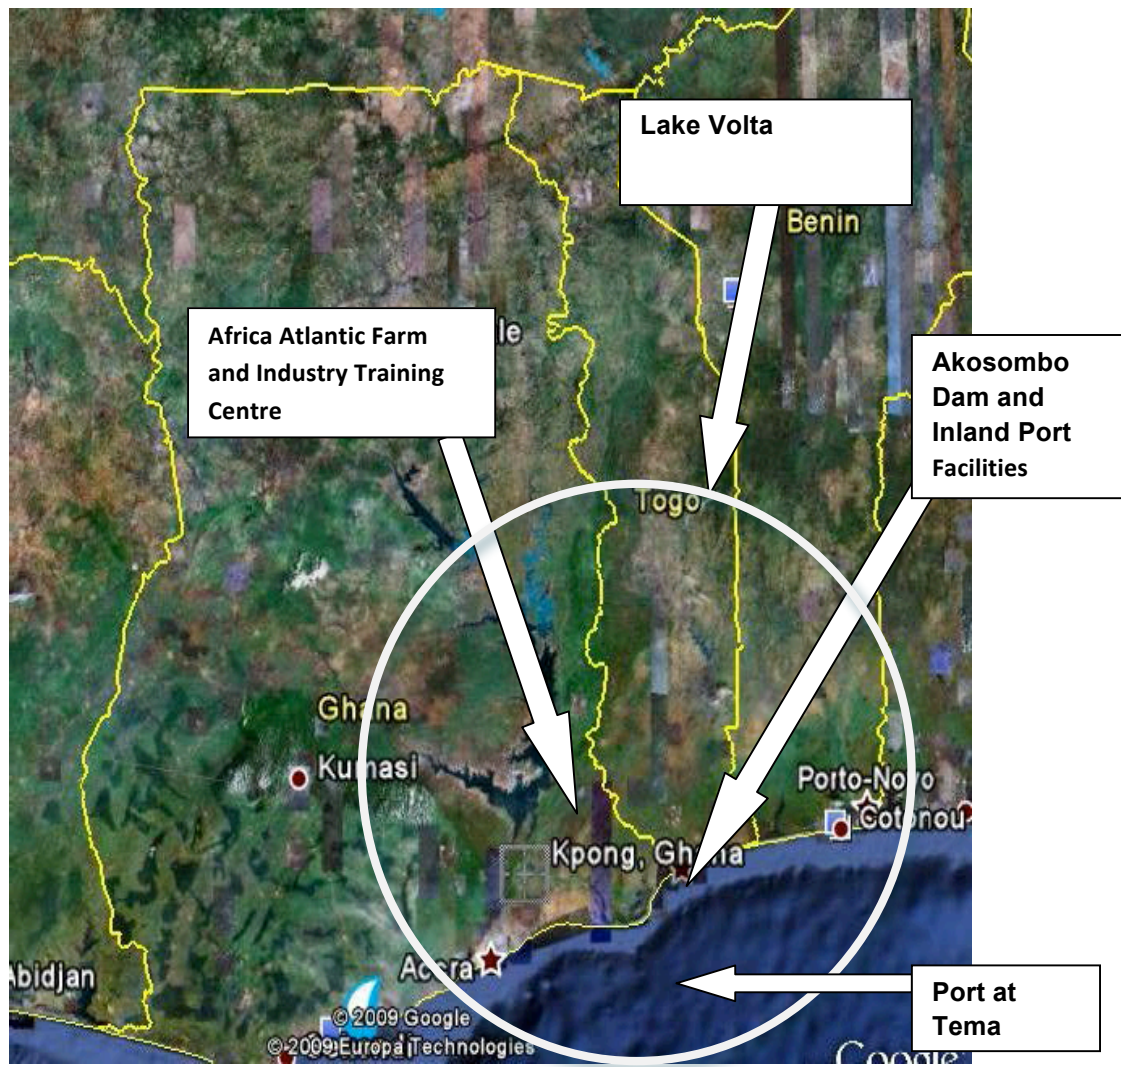 Lake Volta
Benin
Africa Atlantic Farm
and Industry Training
Centre
le
Akosombo
Dam and
Inland Port
Facilities
Togo
Ghana
Kumasi
Porto-Novo
Cotonou
Kpong, Ghana
Accra
Abidjan
Port at
Tema
© 2009 Google
© 2009 Europa Technologies
Google